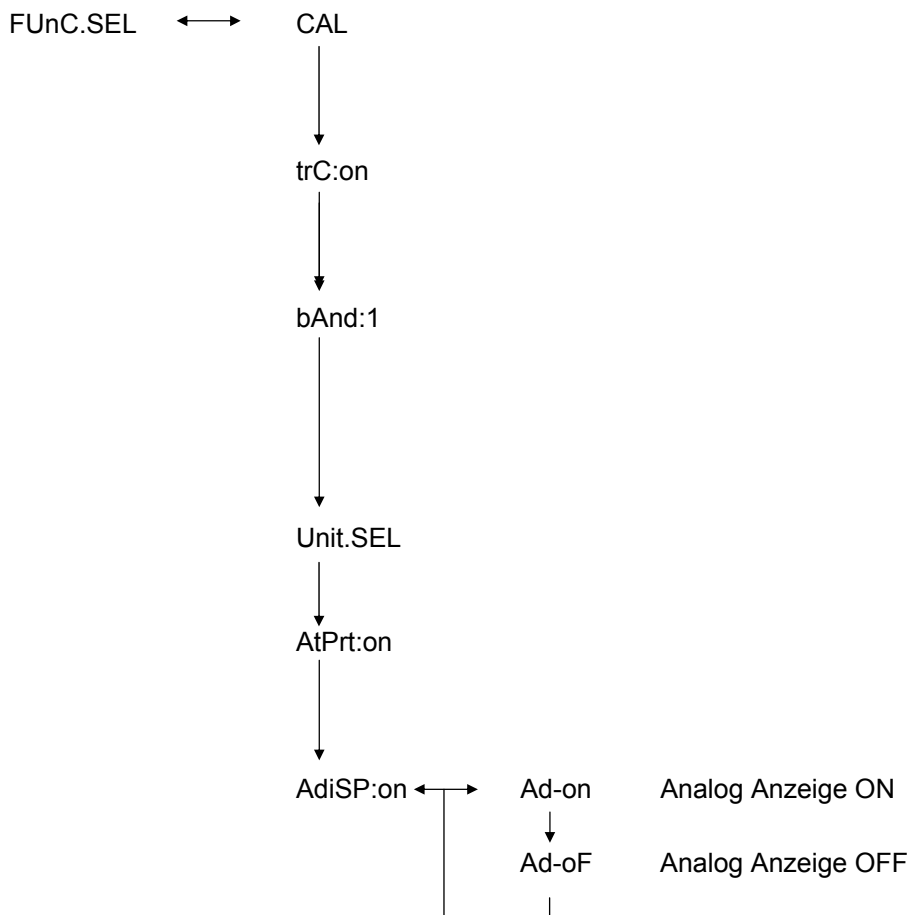 FUnC.SEL CAL
trC:on
bAnd:1
Unit.SEL
AtPrt:on
AdiSP:on Ad-on Analog Anzeige ON
Ad-oF Analog Anzeige OFF